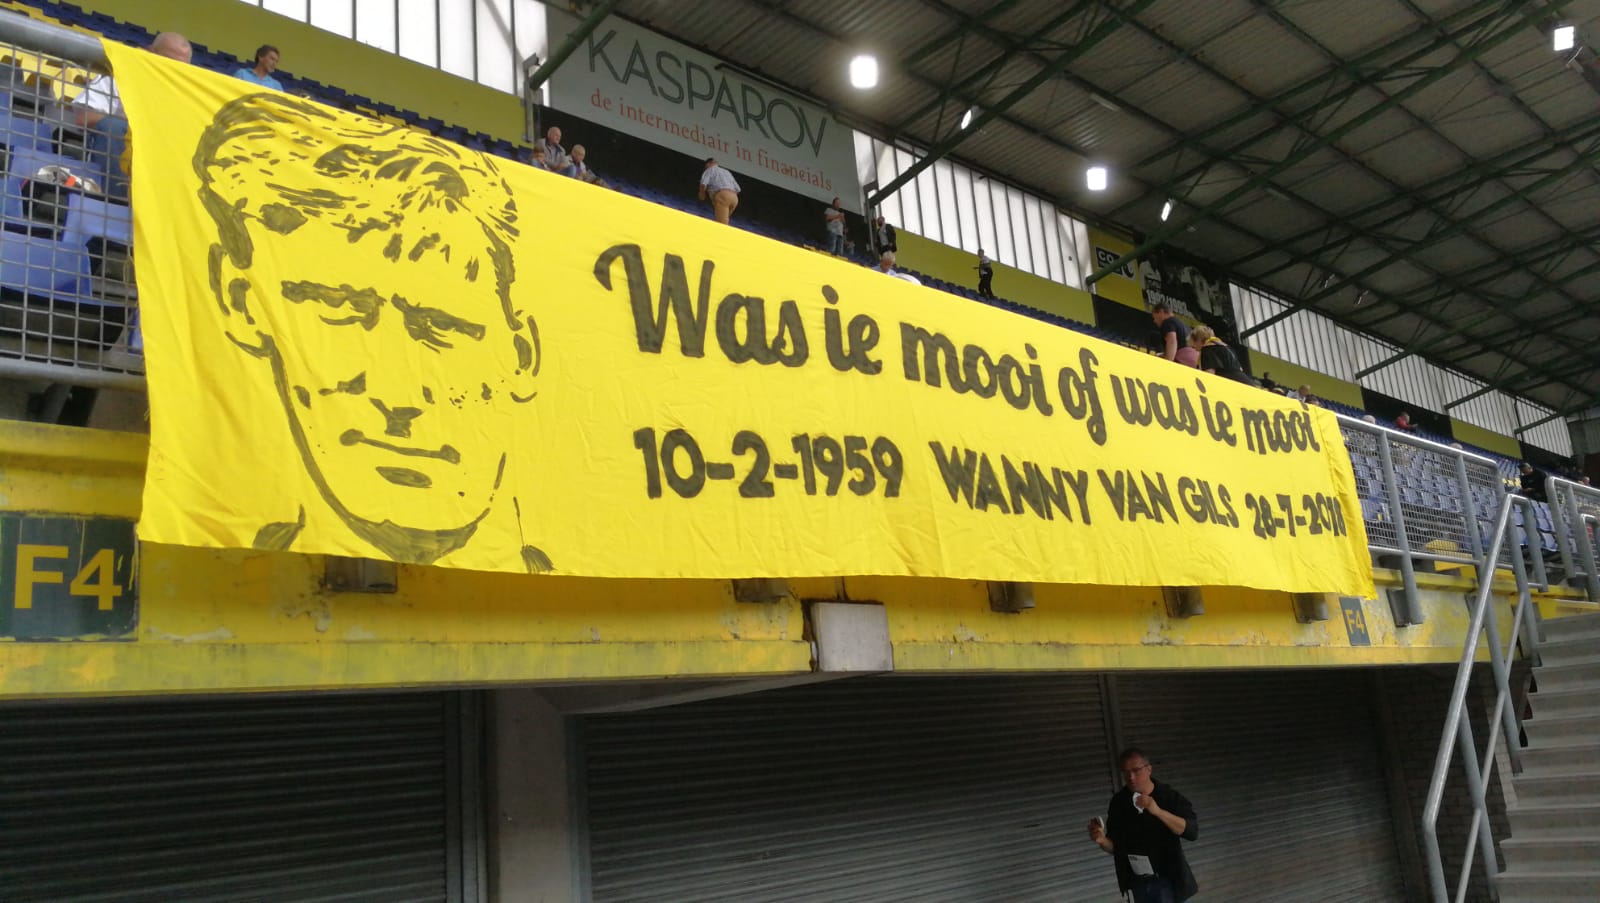 KASPAROV
de intermediair in financials
Was ie mooi of was ie mooi
10-2-1959 WANNY VAN GILS 28-7-2018
F4
F4